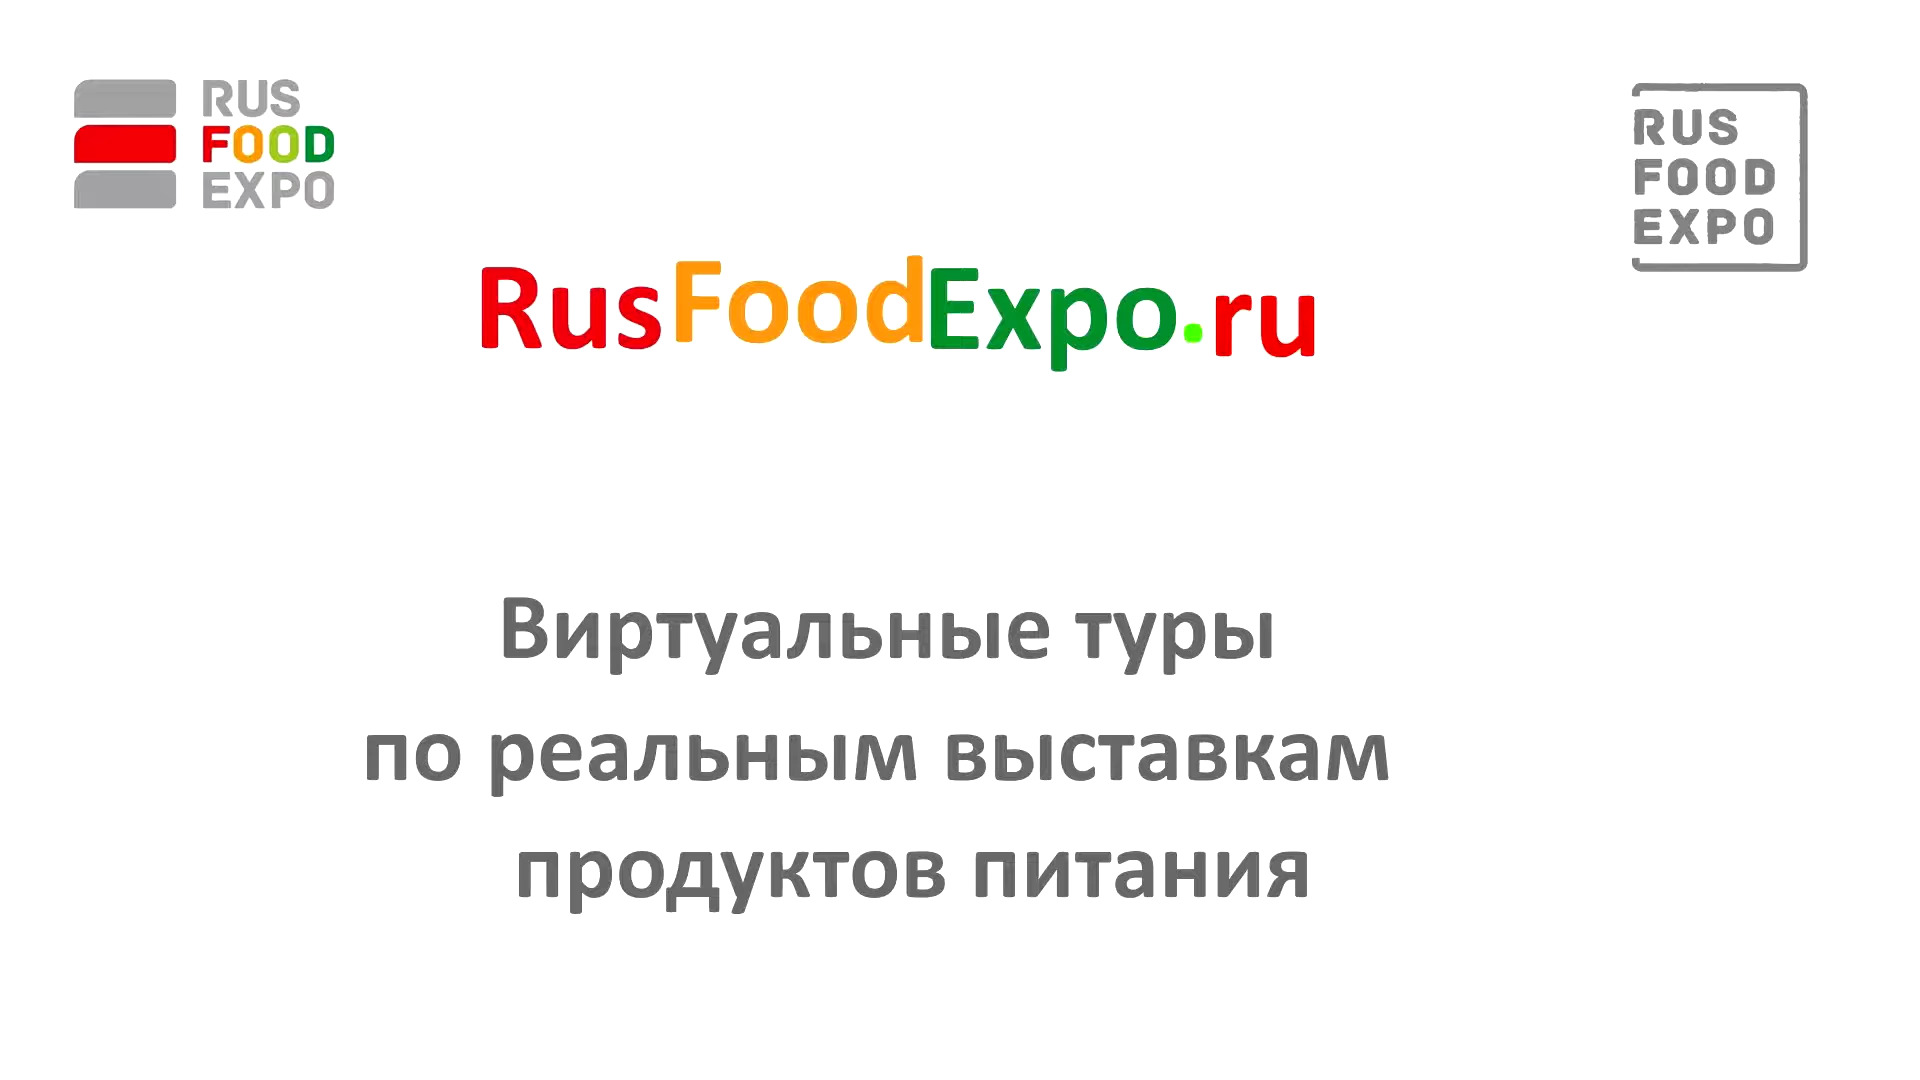 RUS
FOOD
EXPO
RUS
FOOD
EXPO
RusFoodExpo.ru
Виртуальные туры
по реальным выставкам
продуктов питания